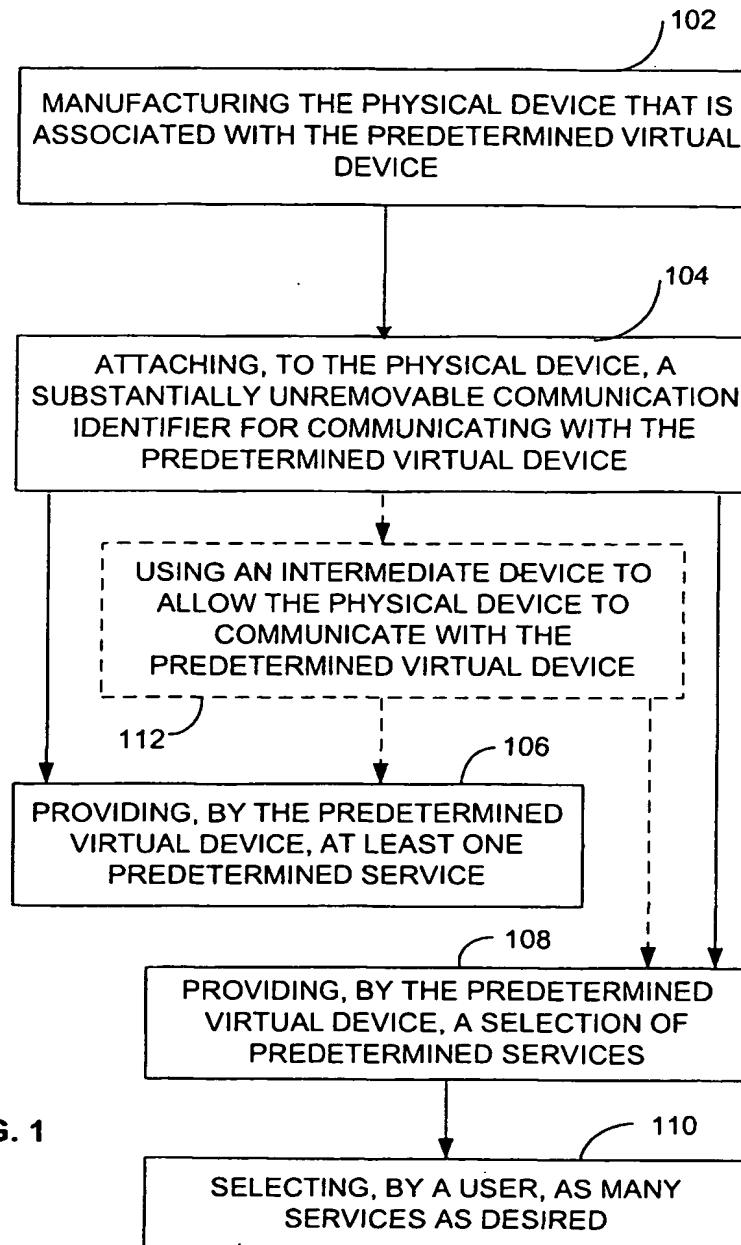 102
MANUFACTURING THE PHYSICAL DEVICE THAT IS
ASSOCIATED WITH THE PREDETERMINED VIRTUAL
DEVICE
104
ATTACHING, TO THE PHYSICAL DEVICE, A
SUBSTANTIALLY UNREMOVABLE COMMUNICATION
IDENTIFIER FOR COMMUNICATING WITH THE
PREDETERMINED VIRTUAL DEVICE
USING AN INTERMEDIATE DEVICE TO
ALLOW THE PHYSICAL DEVICE TO
COMMUNICATE WITH THE
PREDETERMINED VIRTUAL DEVICE
112
106
PROVIDING, BY THE PREDETERMINED
VIRTUAL DEVICE, AT LEAST ONE
PREDETERMINED SERVICE
108
PROVIDING, BY THE PREDETERMINED
VIRTUAL DEVICE, A SELECTION OF
PREDETERMINED SERVICES
G. 1
110
SELECTING, BY A USER, AS MANY
SERVICES AS DESIRED